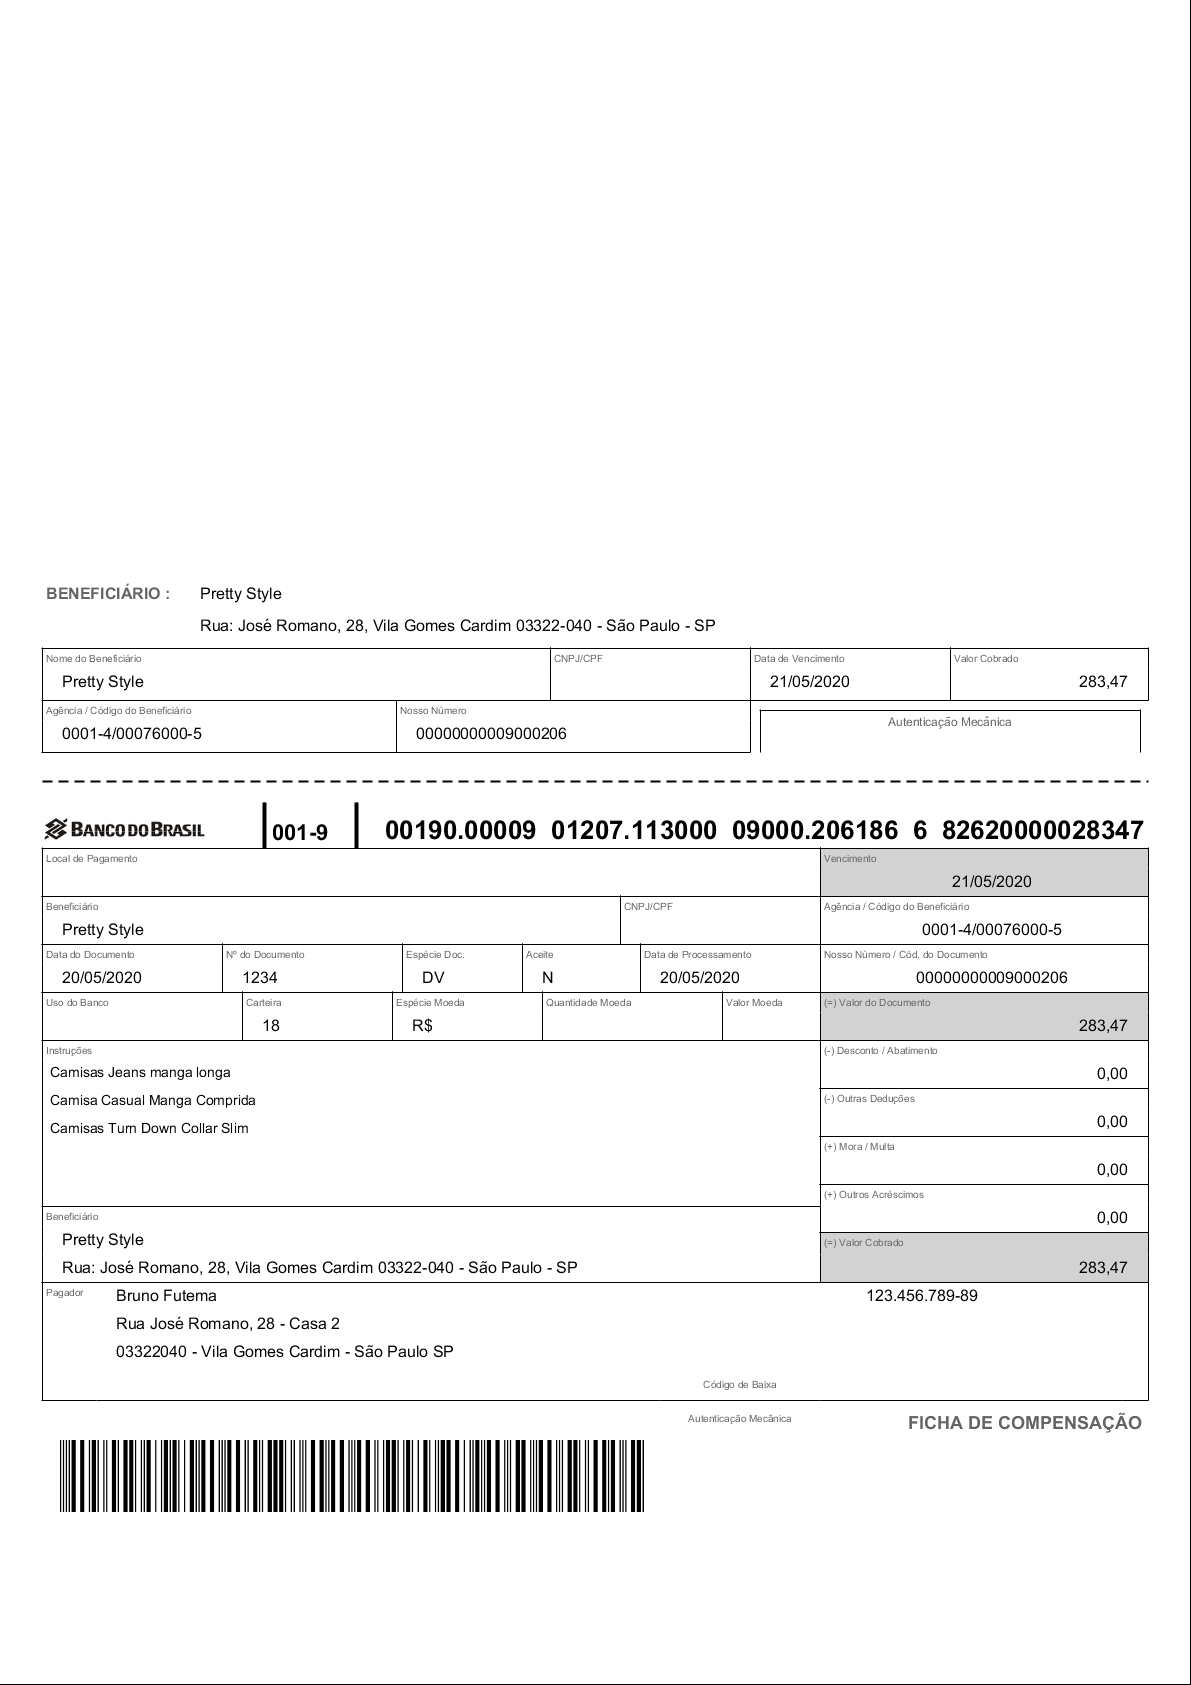 BENEFICIÁRIO : Pretty Style
Rua: José Romano, 28, Vila Gomes Cardim 03322-040 - São Paulo - SP
Nome do Beneficiário CNPJ/CPF Data de Vencimento Valor Cobrado
Pretty Style 21/05/2020 283,47
Agência / Código do Beneficiário Nosso Número
0001-4/00076000-5 00000000009000206
Autenticação Mecânica
BANCO DO BRASIL 001-9 00190.00009 01207.113000 09000.206186 6 82620000028347
Local de Pagamento Vencimento
21/05/2020
Beneficiário CNPJ/CPF Agência / Código do Beneficiário
Pretty Style 0001-4/00076000-5
Data do Documento Nº do Documento Espécie Doc. Aceite Data de Processamento Nosso Número / Cód. do Documento
20/05/2020 1234 DV N 20/05/2020 00000000009000206
Uso do Banco Carteira Espécie Moeda Quantidade Moeda Valor Moeda (=) Valor do Documento
18 R$ 283,47
Instruções (-) Desconto / Abatimento
Camisas Jeans manga longa 0,00
Camisa Casual Manga Comprida (-) Outras Deduções
Camisas Turn Down Collar Slim 0,00
(+) Mora / Multa
0,00
(+) Outros Acréscimos
Beneficiário 0,00
Pretty Style (=) Valor Cobrado
Rua: José Romano, 28, Vila Gomes Cardim 03322-040 - São Paulo - SP 283,47
Pagador Bruno Futema 123.456.789-89
Rua José Romano, 28 - Casa 2
03322040 - Vila Gomes Cardim - São Paulo SP
Código de Baixa
Autenticação Mecânica FICHA DE COMPENSAÇÃO